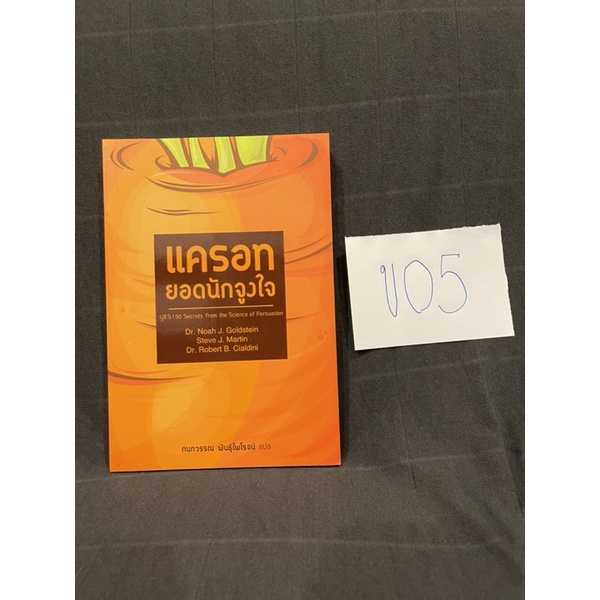 แครอท
ยอดนักจูงใจ
YES! 50 Secrets from the Science of Persuasion
Dr. Noah J. Goldstein
Steve J. Martin
Dr. Robert B. Cialdini
กนกวรรณ พันธุ์ไพโรจน์ แปล
ข05